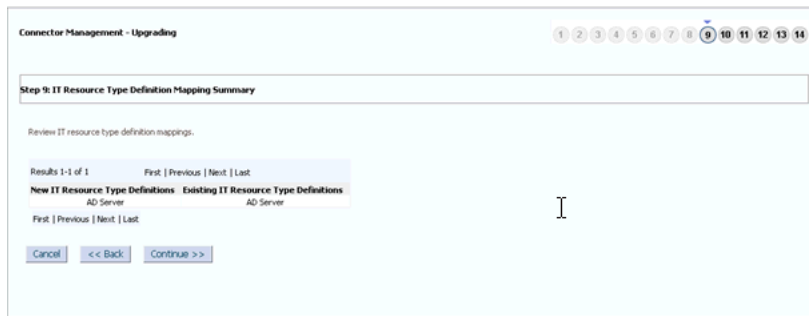 Connector Management - Upgrading
1 2 3 4 5 6 7 8 9 10 11 12 13 14
Step 9: IT Resource Type Definition Mapping Summary
Review IT resource type definition mappings.
Results 1-1 of 1 First | Previous | Next | Last
New IT Resource Type Definitions Existing IT Resource Type Definitions
AD Server AD Server
First | Previous | Next | Last
Cancel << Back Continue >>